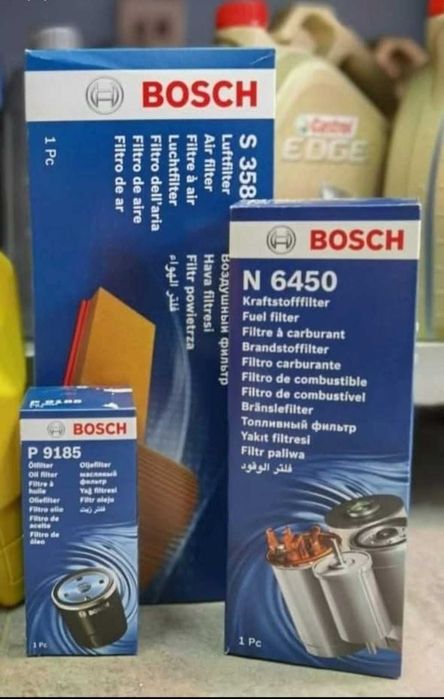 BOSCH
1 Pc
S 358
Luftfilter
Air filter
Filtre à air
Luchtfilter
Filtro dell'aria
Filtro de aire
Filtro de ar
Воздушный фильтр
Hava filtresi
Filtr powietrza
فلتر الهواء
Castrol
EDGE
BOSCH
N 6450
Kraftstofffilter
Fuel filter
Filtre à carburant
Brandstoffilter
Filtro carburante
Filtro de combustible
Filtro de combustível
Bränslefilter
Топливный фильтр
Yakıt filtresi
Filtr paliwa
فلتر الوقود
1 Pc
P 9185
BOSCH
P 9185
Ölfilter
Oil filter
Filtre à
huile
Oliefilter
Filtro olio
Filtro de
aceite
Filtro de
óleo
Oljefilter
масляный
фильтр
Yağ filtresi
Filtr oleju
فلتر زيت
BOSCH
1 Pc